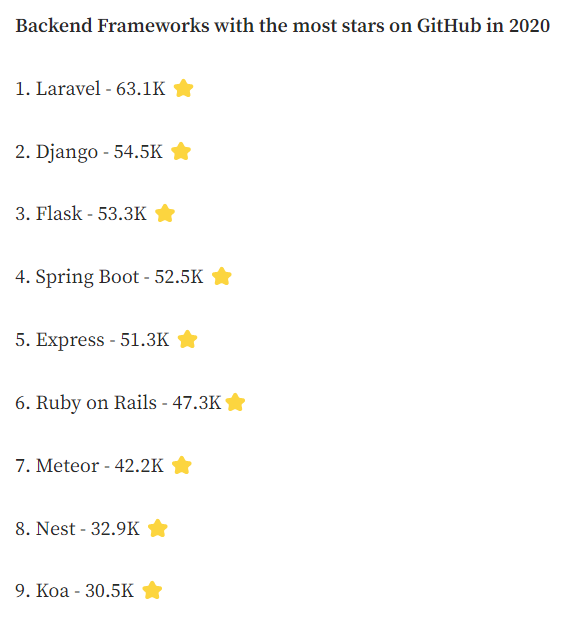 Backend Frameworks with the most stars on GitHub in 2020
1. Laravel - 63.1K ⭐
2. Django - 54.5K ⭐
3. Flask - 53.3K ⭐
4. Spring Boot - 52.5K ⭐
5. Express - 51.3K ⭐
6. Ruby on Rails - 47.3K ⭐
7. Meteor - 42.2K ⭐
8. Nest - 32.9K ⭐
9. Koa - 30.5K ⭐